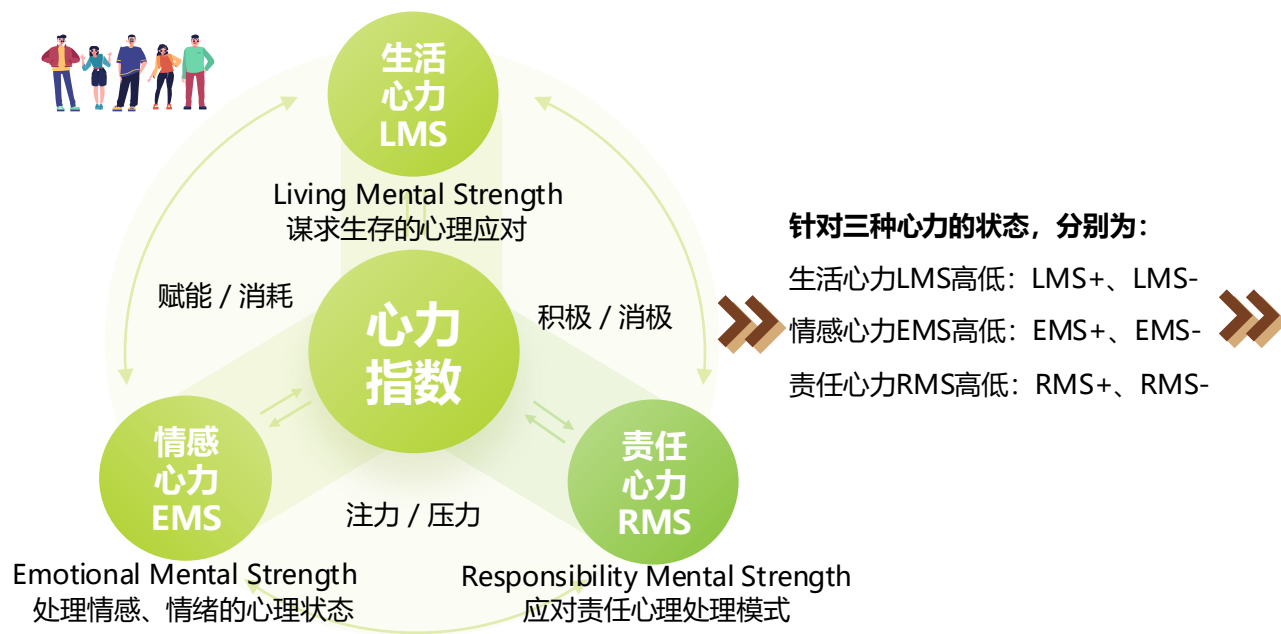 生活
心力
LMS
Living Mental Strength
谋求生存的心理应对
赋能 / 消耗
积极 / 消极
心力
指数
情感
心力
EMS
责任
心力
RMS
注力 / 压力
Emotional Mental Strength
处理情感、情绪的心理状态
Responsibility Mental Strength
应对责任心理处理模式
针对三种心力的状态，分别为：
生活心力LMS高低：LMS+、LMS-
情感心力EMS高低：EMS+、EMS-
责任心力RMS高低：RMS+、RMS-